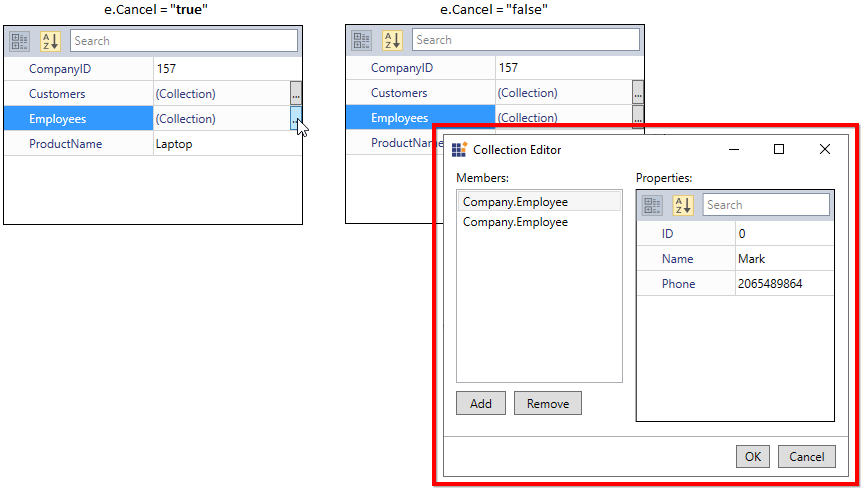 e.Cancel = "true"
Search
CompanyID 157
Customers (Collection) ...
Employees (Collection) ...
ProductName Laptop
e.Cancel = "false"
Search
CompanyID 157
Customers (Collection) ...
Employees (Collection) ...
Collection Editor
Members:
Company.Employee
Company.Employee
Add Remove
Properties:
Search
ID 0
Name Mark
Phone 2065489864
OK Cancel